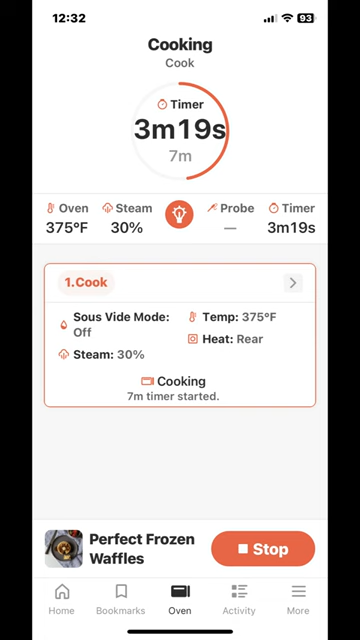 12:32
93
Cooking
Cook
Timer
3m19s
7m
Oven
375°F
Steam
30%
Probe
—
Timer
3m19s
1.Cook
Sous Vide Mode:
Off
Temp: 375°F
Heat: Rear
Steam: 30%
Cooking
7m timer started.
Perfect Frozen
Waffles
Stop
Home
Bookmarks
Oven
Activity
More